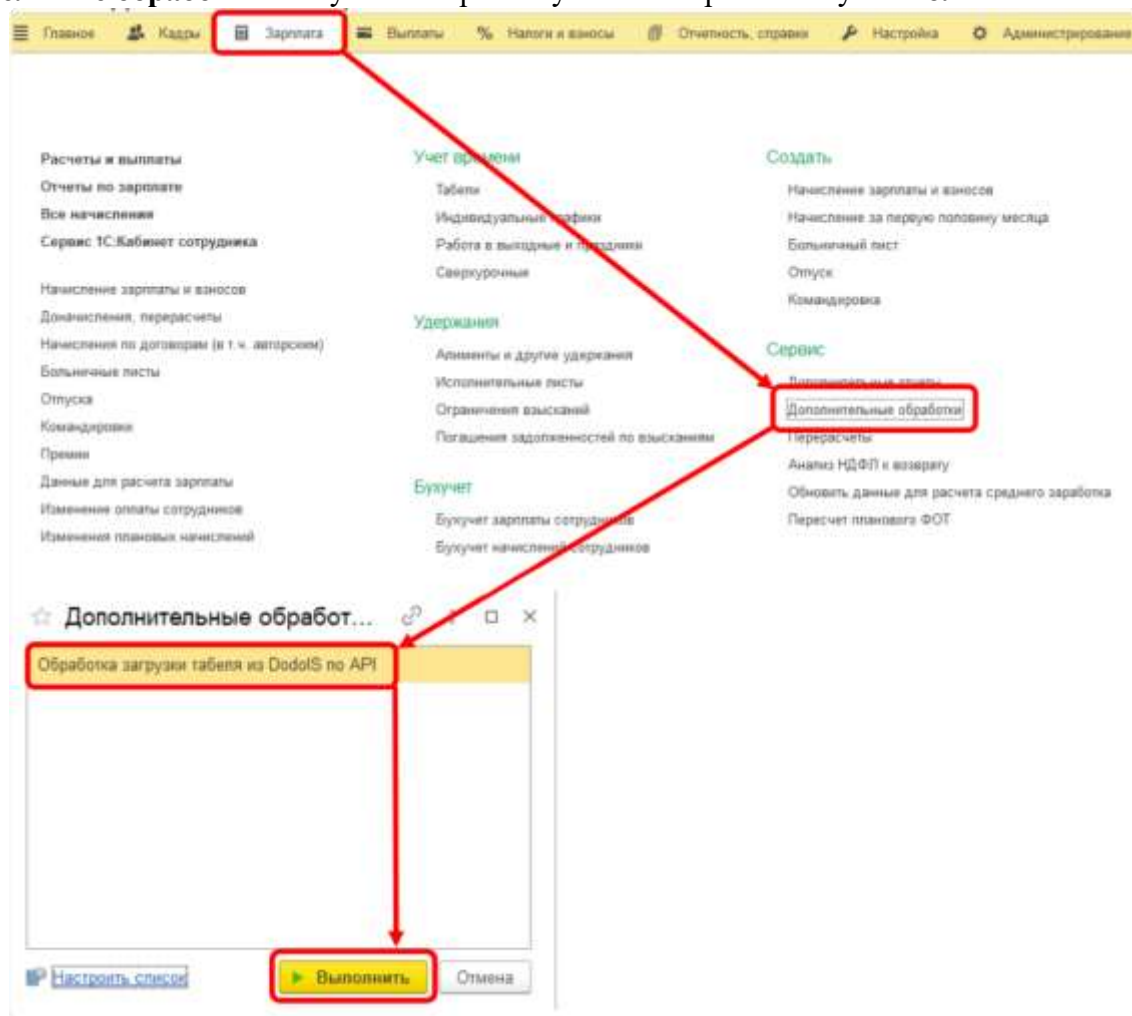 Главное Кадры Зарплата Выплаты % Налоги и взносы Отчетность, справки Настройка Администрирование
Расчеты и выплаты
Отчеты по зарплате
Все начисления
Сервис 1С:Кабинет сотрудника
Начисление зарплаты и взносов
Доначисления, перерасчеты
Начисления по договорам (в т.ч. авторским)
Больничные листы
Отпуска
Командировки
Премии
Данные для расчета зарплаты
Изменение оплаты сотрудников
Изменения плановых начислений
Учет времени
Табели
Индивидуальные графики
Работа в выходные и праздники
Сверхурочные
Удержания
Алименты и другие удержания
Исполнительные листы
Ограничения взысканий
Погашения задолженностей по взысканиям
Бухучет
Бухучет зарплаты сотрудников
Бухучет начислений сотрудников
Создать
Начисление зарплаты и взносов
Начисление за первую половину месяца
Больничный лист
Отпуск
Командировка
Сервис
Дополнительные отчеты
Дополнительные обработки
Перерасчеты
Анализ НДФЛ к возврату
Обновить данные для расчета среднего заработка
Пересчет планового ФОТ
Дополнительные обработ...
Обработка загрузки табеля из DodoIS по API
Настроить список Выполнить Отмена